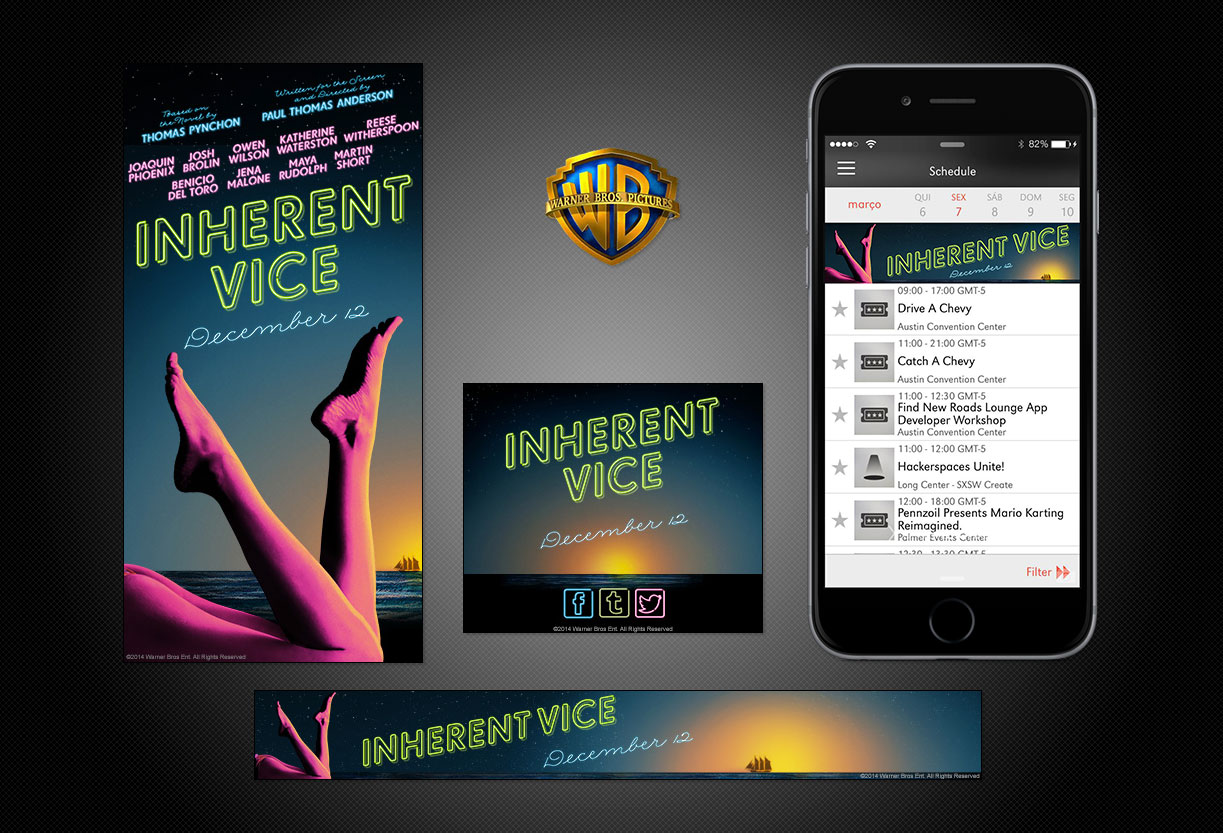 Based on
the Novel by
THOMAS PYNCHON
Written for the Screen
and Directed by
PAUL THOMAS ANDERSON
JOAQUIN PHOENIX
JOSH BROLIN
OWEN WILSON
KATHERINE WATERSTON
REESE WITHERSPOON
BENICIO DEL TORO
JENA MALONE
MAYA RUDOLPH
MARTIN SHORT
INHERENT
VICE
December 12
©2014 Warner Bros Ent. All Rights Reserved
WB
WARNER BROS. PICTURES
INHERENT
VICE
December 12
f t
©2014 Warner Bros Ent. All Rights Reserved
82%
Schedule
março
QUI SEX SÁB DOM SEG
6 7 8 9 10
INHERENT VICE
December 12
09:00 - 17:00 GMT-5
Drive A Chevy
Austin Convention Center
11:00 - 21:00 GMT-5
Catch A Chevy
Austin Convention Center
11:00 - 12:30 GMT-5
Find New Roads Lounge App
Developer Workshop
Austin Convention Center
11:00 - 12:00 GMT-5
Hackerspaces Unite!
Long Center - SXSW Create
12:00 - 18:00 GMT-5
Pennzoil Presents Mario Karting
Reimagined.
Palmer Events Center
12:30 - 13:30 GMT-5
Filter
INHERENT VICE
December 12
©2014 Warner Bros Ent. All Rights Reserved